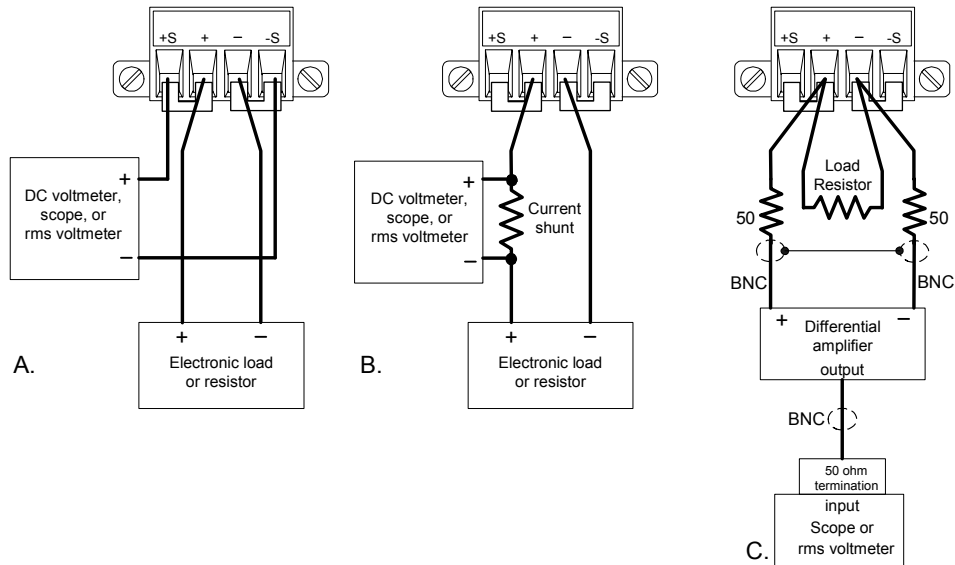 +S + − -S
+
DC voltmeter,
scope, or
rms voltmeter
−
+ −
Electronic load
or resistor
A.
+S + − -S
+
DC voltmeter,
scope, or
rms voltmeter
−
Current
shunt
+ −
Electronic load
or resistor
B.
+S + − -S
Load
Resistor
50 50
BNC BNC
+ −
Differential
amplifier
output
BNC
50 ohm
termination
input
Scope or
rms voltmeter
C.